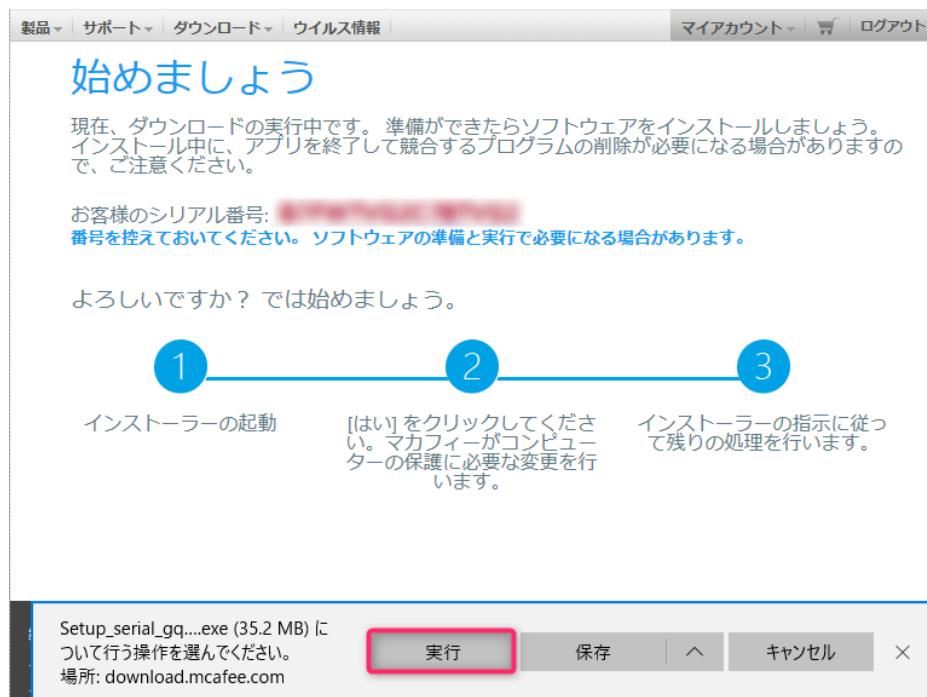 製品 サポート ダウンロード ウイルス情報 マイアカウント ログアウト
始めましょう
現在、ダウンロードの実行中です。 準備ができたらソフトウェアをインストールしましょう。
インストール中に、アプリを終了して競合するプログラムの削除が必要になる場合がありますの
で、ご注意ください。
お客様のシリアル番号:
番号を控えておいてください。 ソフトウェアの準備と実行で必要になる場合があります。
よろしいですか？ では始めましょう。
1 2 3
インストーラーの起動
[はい] をクリックしてくださ
い。マカフィーがコンピュー
ターの保護に必要な変更を行
います。
インストーラーの指示に従っ
て残りの処理を行います。
Setup_serial_gq....exe (35.2 MB) に
ついて行う操作を選んでください。
場所: download.mcafee.com
実行 保存 キャンセル